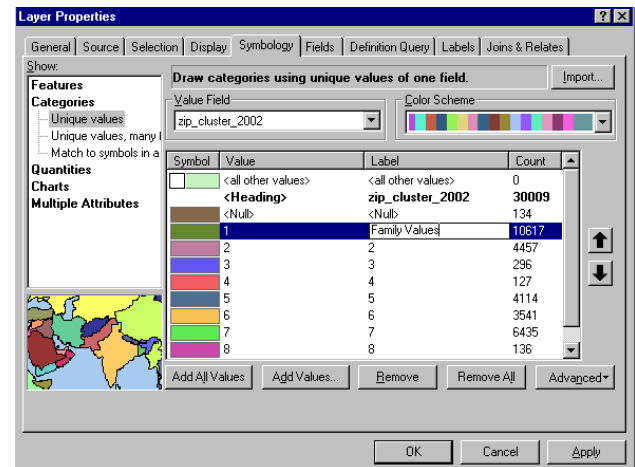 Layer Properties
General Source Selection Display Symbology Fields Definition Query Labels Joins & Relates
Show:
Features
Categories
Unique values
Unique values, many
Match to symbols in a
Quantities
Charts
Multiple Attributes
Draw categories using unique values of one field.
Import...
Value Field
zip_cluster_2002
Color Scheme
Symbol Value Label Count
<all other values> <all other values> 0
<Heading> zip_cluster_2002 30009
<Null> <Null> 134
1 Family Values 10617
2 2 4457
3 3 296
4 4 127
5 5 4114
6 6 3541
7 7 6435
8 8 136
Add All Values Add Values... Remove Remove All Advanced
OK Cancel Apply